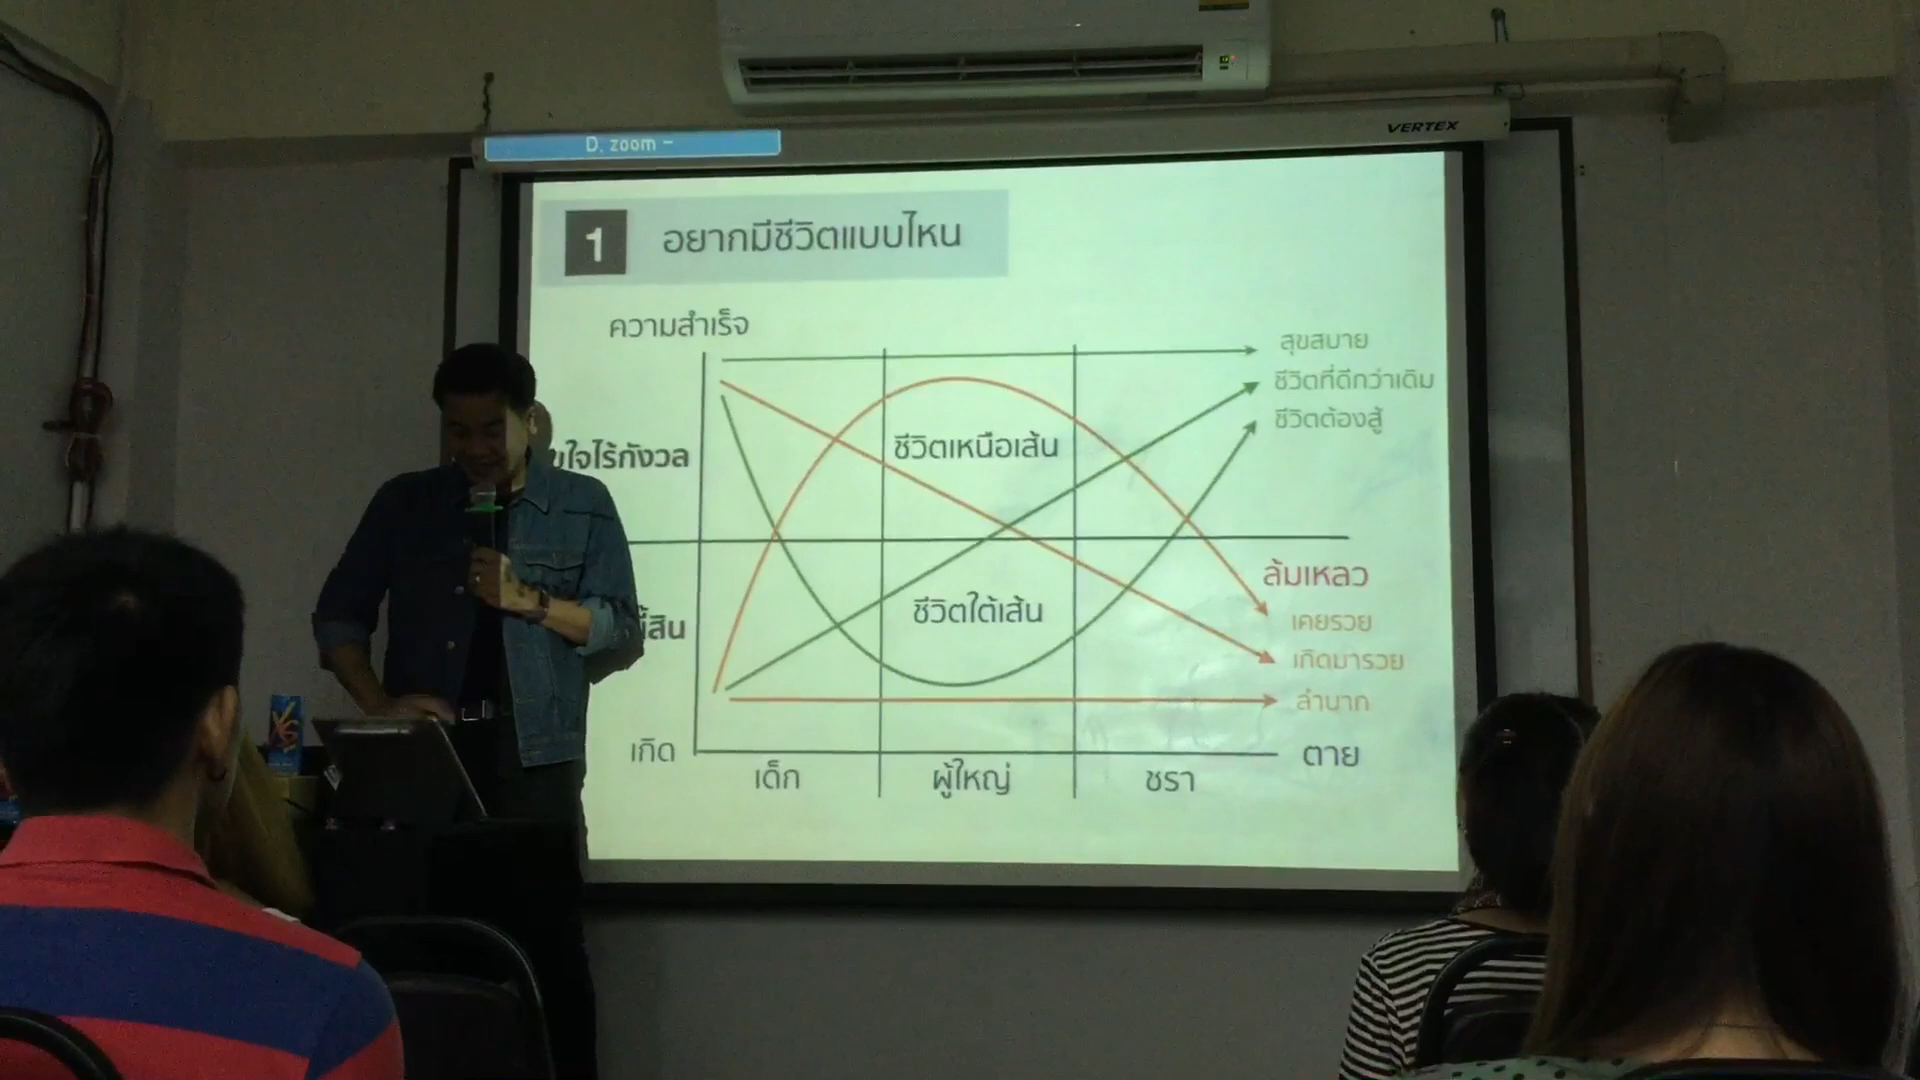 VERTEX
D. zoom −
1 อยากมีชีวิตแบบไหน
ความสำเร็จ
สุขสบาย
ชีวิตที่ดีกว่าเดิม
ชีวิตต้องสู้
ชีวิตเหนือเส้น
ไร้กังวล
ล้มเหลว
ชีวิตใต้เส้น
เคยรวย
เกิดมารวย
ลำบาก
เกิด
ตาย
เด็ก
ผู้ใหญ่
ชรา
XS